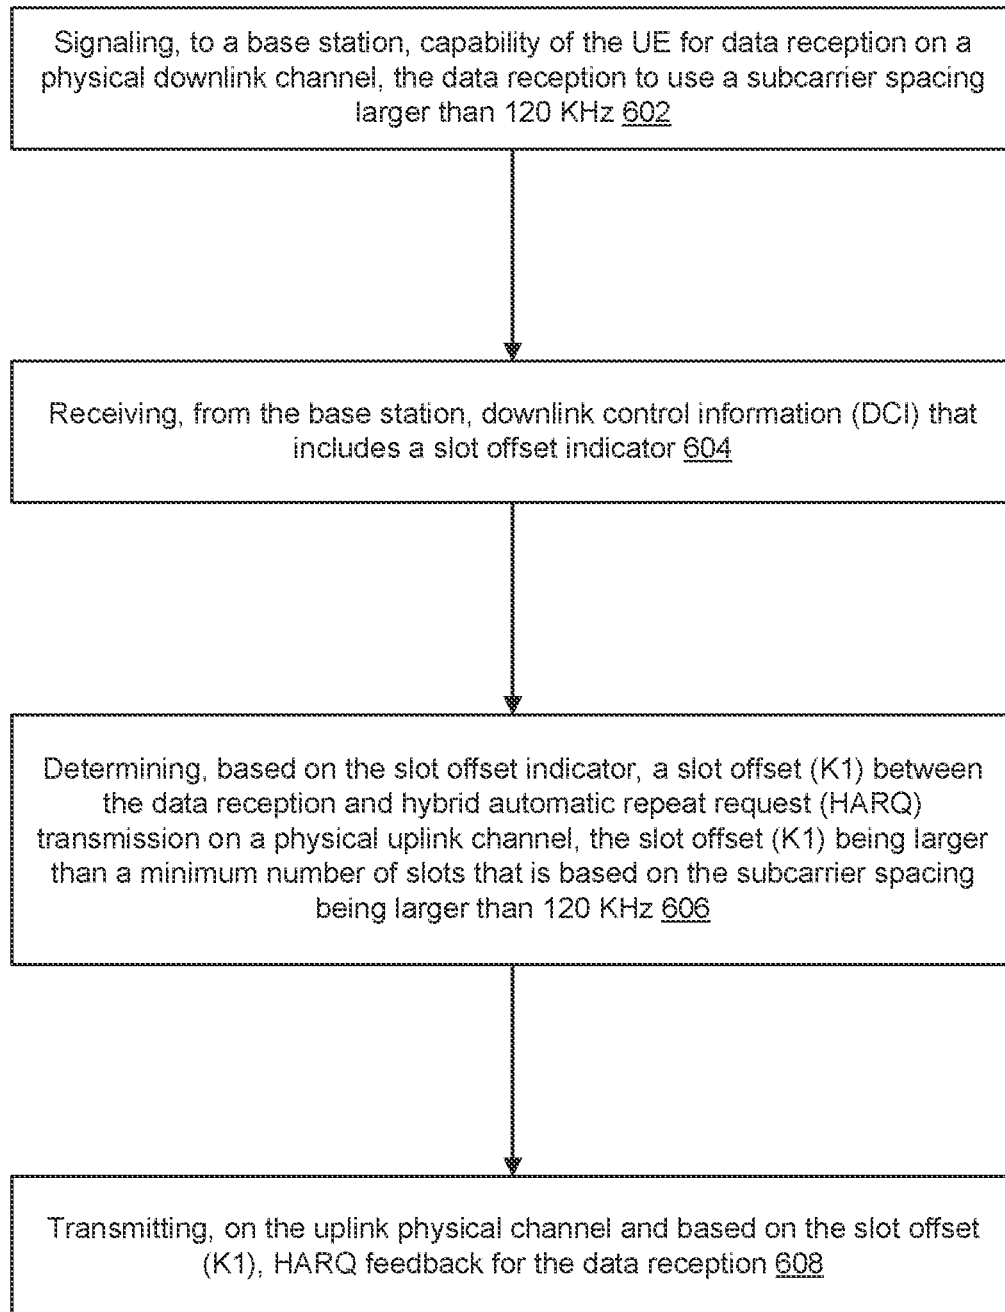 Signaling, to a base station, capability of the UE for data reception on a
physical downlink channel, the data reception to use a subcarrier spacing
larger than 120 KHz 602
Receiving, from the base station, downlink control information (DCI) that
includes a slot offset indicator 604
Determining, based on the slot offset indicator, a slot offset (K1) between
the data reception and hybrid automatic repeat request (HARQ)
transmission on a physical uplink channel, the slot offset (K1) being larger
than a minimum number of slots that is based on the subcarrier spacing
being larger than 120 KHz 606
Transmitting, on the uplink physical channel and based on the slot offset
(K1), HARQ feedback for the data reception 608